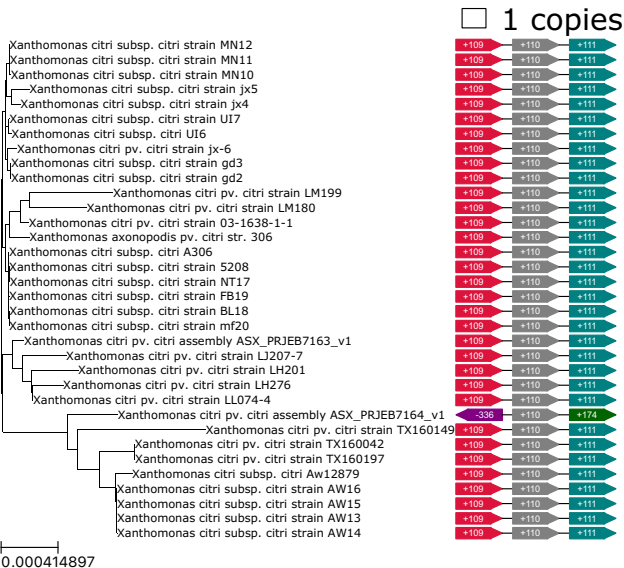 1 copies
Xanthomonas citri subsp. citri strain MN12 +109 +110 +111
Xanthomonas citri subsp. citri strain MN11 +109 +110 +111
Xanthomonas citri subsp. citri strain MN10 +109 +110 +111
Xanthomonas citri subsp. citri strain jx5 +109 +110 +111
Xanthomonas citri subsp. citri strain jx4 +109 +110 +111
Xanthomonas citri subsp. citri strain UI7 +109 +110 +111
Xanthomonas citri subsp. citri UI6 +109 +110 +111
Xanthomonas citri pv. citri strain jx-6 +109 +110 +111
Xanthomonas citri subsp. citri strain gd3 +109 +110 +111
Xanthomonas citri subsp. citri strain gd2 +109 +110 +111
Xanthomonas citri pv. citri strain LM199 +109 +110 +111
Xanthomonas citri pv. citri strain LM180 +109 +110 +111
Xanthomonas citri pv. citri strain 03-1638-1-1 +109 +110 +111
Xanthomonas axonopodis pv. citri str. 306 +109 +110 +111
Xanthomonas citri subsp. citri A306 +109 +110 +111
Xanthomonas citri subsp. citri strain 5208 +109 +110 +111
Xanthomonas citri subsp. citri strain NT17 +109 +110 +111
Xanthomonas citri subsp. citri strain FB19 +109 +110 +111
Xanthomonas citri subsp. citri strain BL18 +109 +110 +111
Xanthomonas citri subsp. citri strain mf20 +109 +110 +111
Xanthomonas citri pv. citri assembly ASX_PRJEB7163_v1 +109 +110 +111
Xanthomonas citri pv. citri strain LJ207-7 +109 +110 +111
Xanthomonas citri pv. citri strain LH201 +109 +110 +111
Xanthomonas citri pv. citri strain LH276 +109 +110 +111
Xanthomonas citri pv. citri strain LL074-4 +109 +110 +111
Xanthomonas citri pv. citri assembly ASX_PRJEB7164_v1 -336 +110 +174
Xanthomonas citri pv. citri strain TX160149 +109 +110 +111
Xanthomonas citri pv. citri strain TX160042 +109 +110 +111
Xanthomonas citri pv. citri strain TX160197 +109 +110 +111
Xanthomonas citri subsp. citri Aw12879 +109 +110 +111
Xanthomonas citri subsp. citri strain AW16 +109 +110 +111
Xanthomonas citri subsp. citri strain AW15 +109 +110 +111
Xanthomonas citri subsp. citri strain AW13 +109 +110 +111
Xanthomonas citri subsp. citri strain AW14 +109 +110 +111
0.000414897